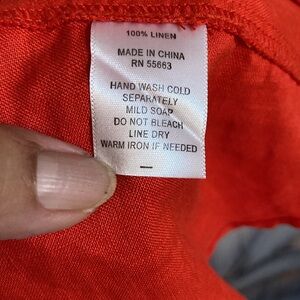 100% LINEN
MADE IN CHINA
RN 55663
HAND WASH COLD
SEPARATELY
MILD SOAP
DO NOT BLEACH
LINE DRY
WARM IRON IF NEEDED